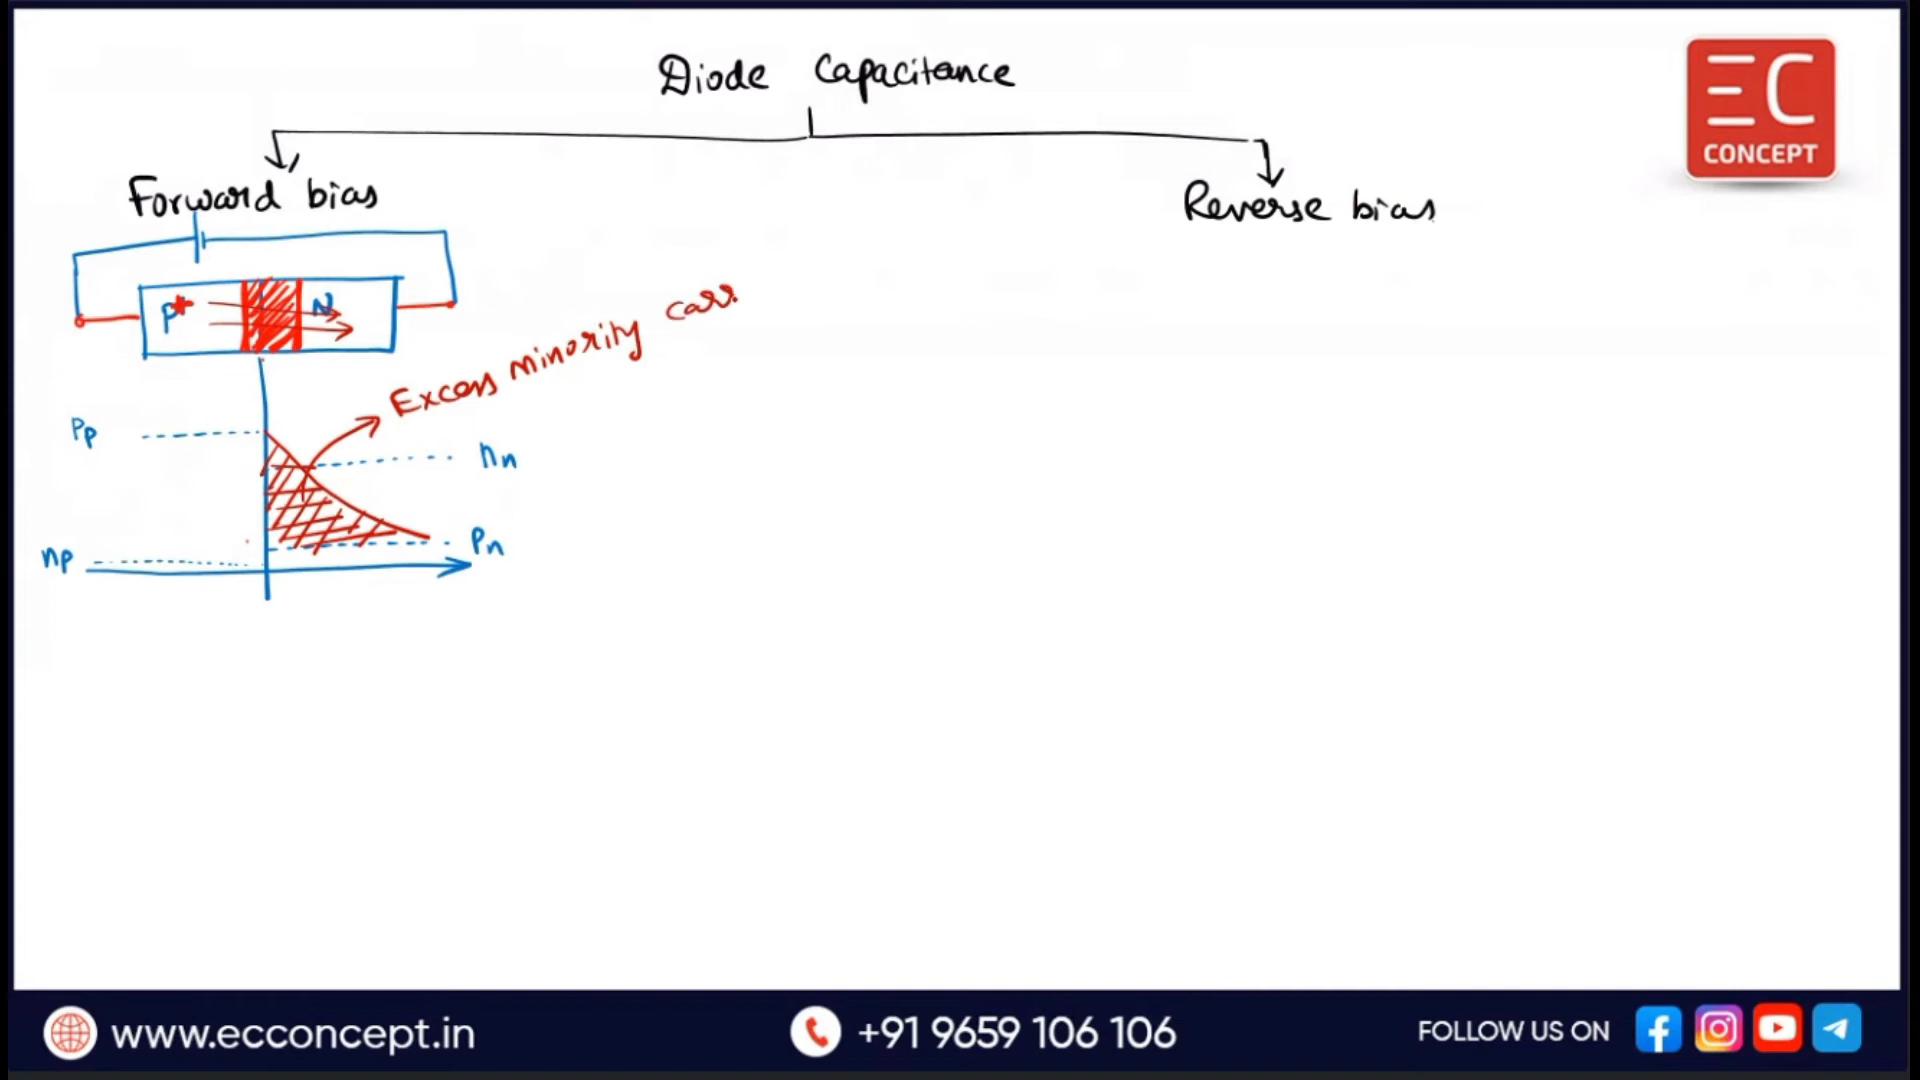 Diode Capacitance
EC
CONCEPT
Forward bias
Reverse bias
P+ N
Excess minority carr
Pp
nn
Pn
np
www.ecconcept.in
+91 9659 106 106
FOLLOW US ON